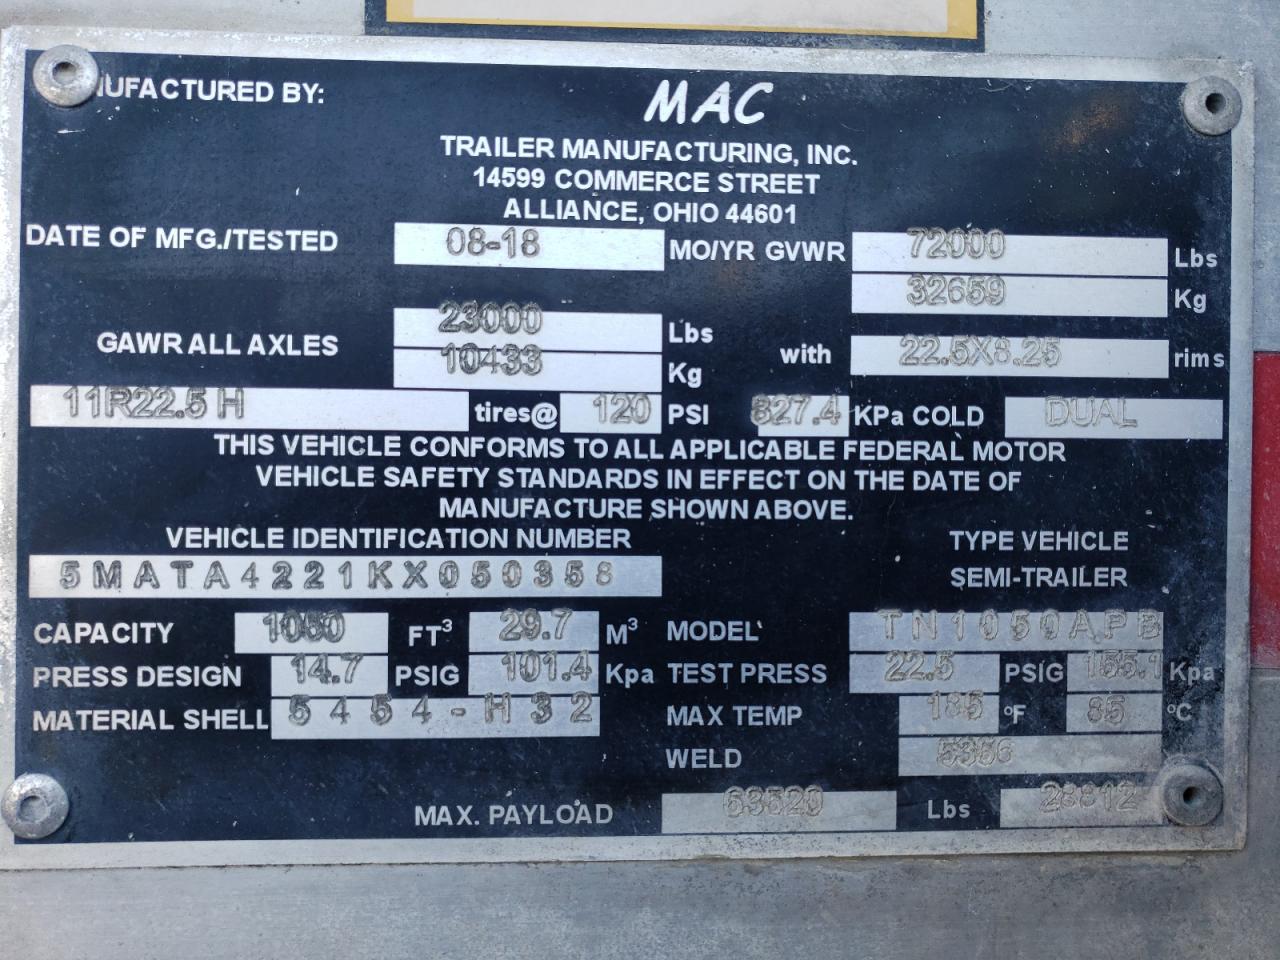 MANUFACTURED BY:
MAC
TRAILER MANUFACTURING, INC.
14599 COMMERCE STREET
ALLIANCE, OHIO 44601
DATE OF MFG./TESTED 08-18 MO/YR GVWR 72000 Lbs
32659 Kg
GAWR ALL AXLES 23000 Lbs
10433 Kg with 22.5X8.25 rims
11R22.5 H tires@ 120 PSI 827.4 KPa COLD DUAL
THIS VEHICLE CONFORMS TO ALL APPLICABLE FEDERAL MOTOR
VEHICLE SAFETY STANDARDS IN EFFECT ON THE DATE OF
MANUFACTURE SHOWN ABOVE.
VEHICLE IDENTIFICATION NUMBER TYPE VEHICLE
5MATA4221KX050358 SEMI-TRAILER
CAPACITY 1050 FT³ 29.7 M³ MODEL TN1050APB
PRESS DESIGN 14.7 PSIG 101.4 Kpa TEST PRESS 22.5 PSIG 155.1 Kpa
MATERIAL SHELL 5454-H32 MAX TEMP 185 °F 85 °C
WELD 5356
MAX. PAYLOAD 63520 Lbs 28812